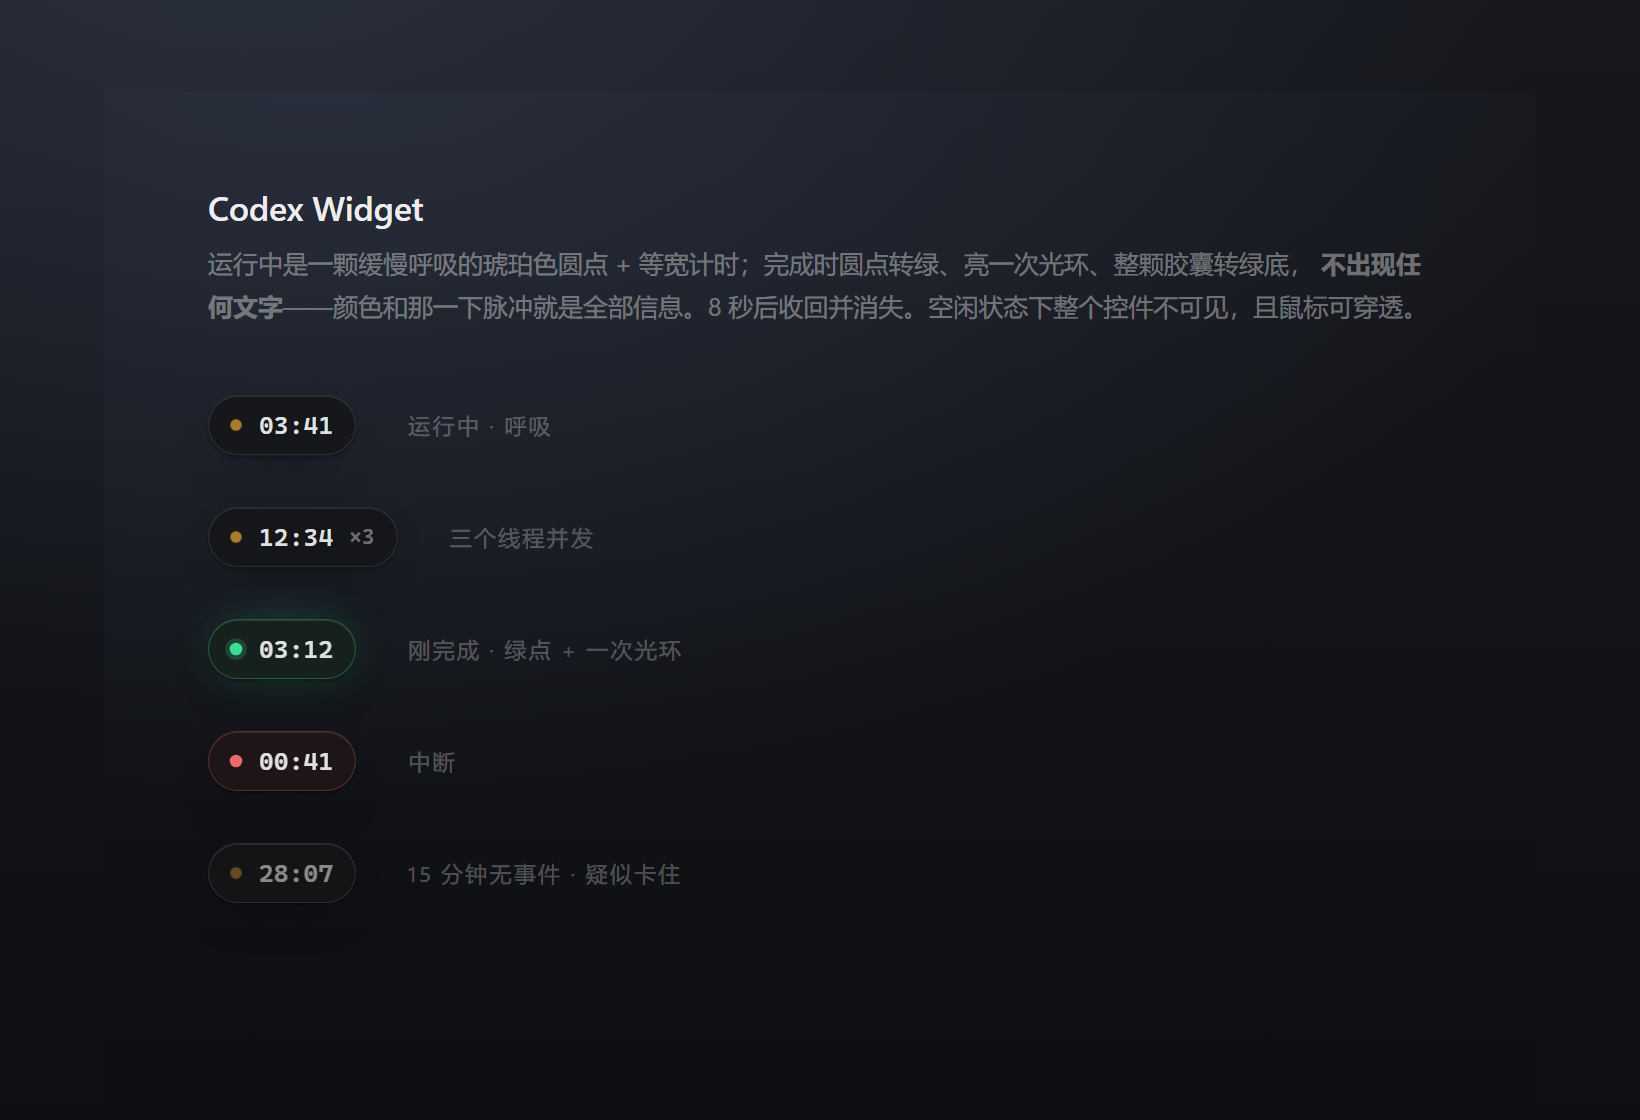 Codex Widget
运行中是一颗缓慢呼吸的琥珀色圆点 + 等宽计时；完成时圆点转绿、亮一次光环、整颗胶囊转绿底， 不出现任
何文字——颜色和那一下脉冲就是全部信息。8 秒后收回并消失。空闲状态下整个控件不可见，且鼠标可穿透。
03:41 运行中 · 呼吸
12:34 ×3 三个线程并发
03:12 刚完成 · 绿点 + 一次光环
00:41 中断
28:07 15 分钟无事件 · 疑似卡住